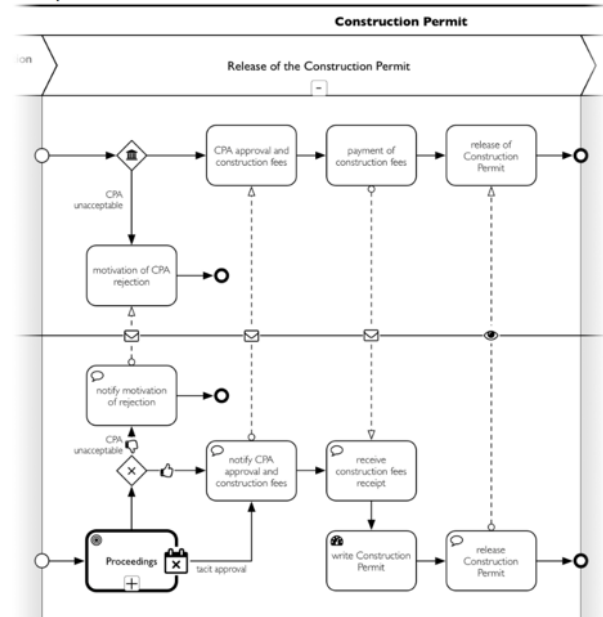 Construction Permit
ion
Release of the Construction Permit
CPA approval and
construction fees
payment of
construction fees
release of
Construction
Permit
CPA
unacceptable
motivation of CPA
rejection
notify motivation
of rejection
CPA
unacceptable
notify CPA
approval and
construction fees
receive
construction fees
receipt
Proceedings
tacit approval
write Construction
Permit
release
Construction
Permit